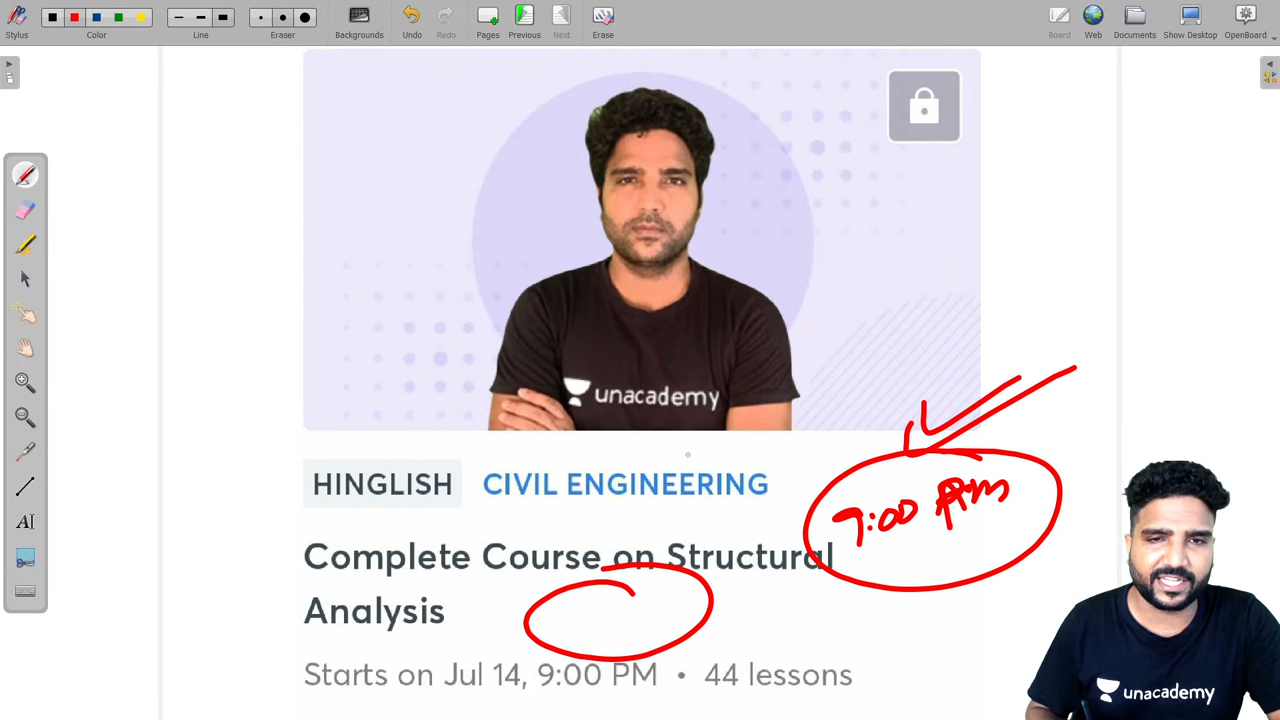 Stylus
Color
Line
Eraser
Backgrounds
Undo
Redo
Pages
Previous
Next
Erase
Board
Web
Documents
Show Desktop
OpenBoard
unacademy
HINGLISH CIVIL ENGINEERING
9:00 AM
Complete Course on Structural
Analysis
Starts on Jul 14, 9:00 PM • 44 lessons
AI
unacademy